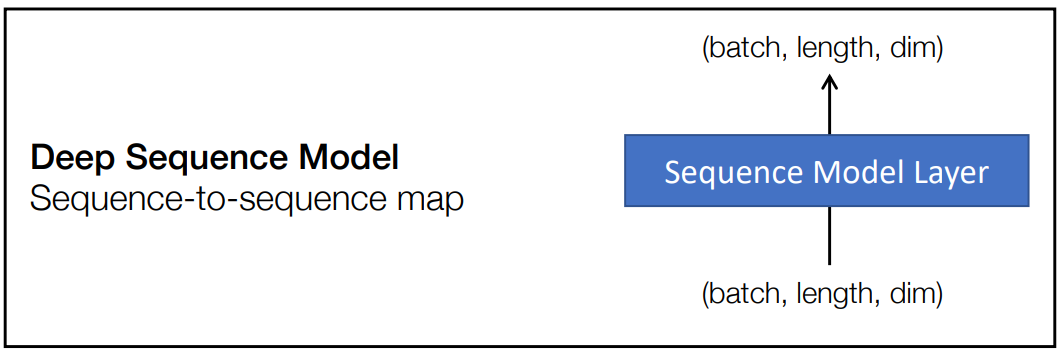 (batch, length, dim)
Deep Sequence Model
Sequence-to-sequence map
Sequence Model Layer
(batch, length, dim)